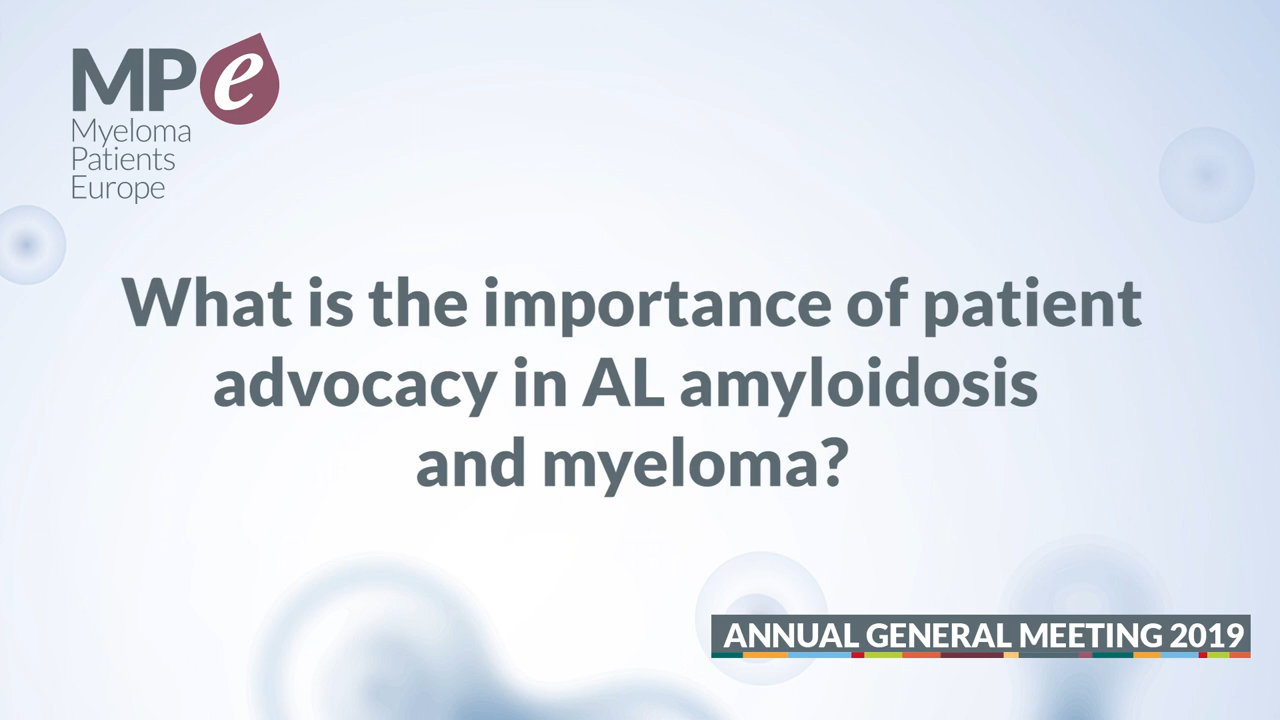 MPe
Myeloma
Patients
Europe
What is the importance of patient
advocacy in AL amyloidosis
and myeloma?
ANNUAL GENERAL MEETING 2019